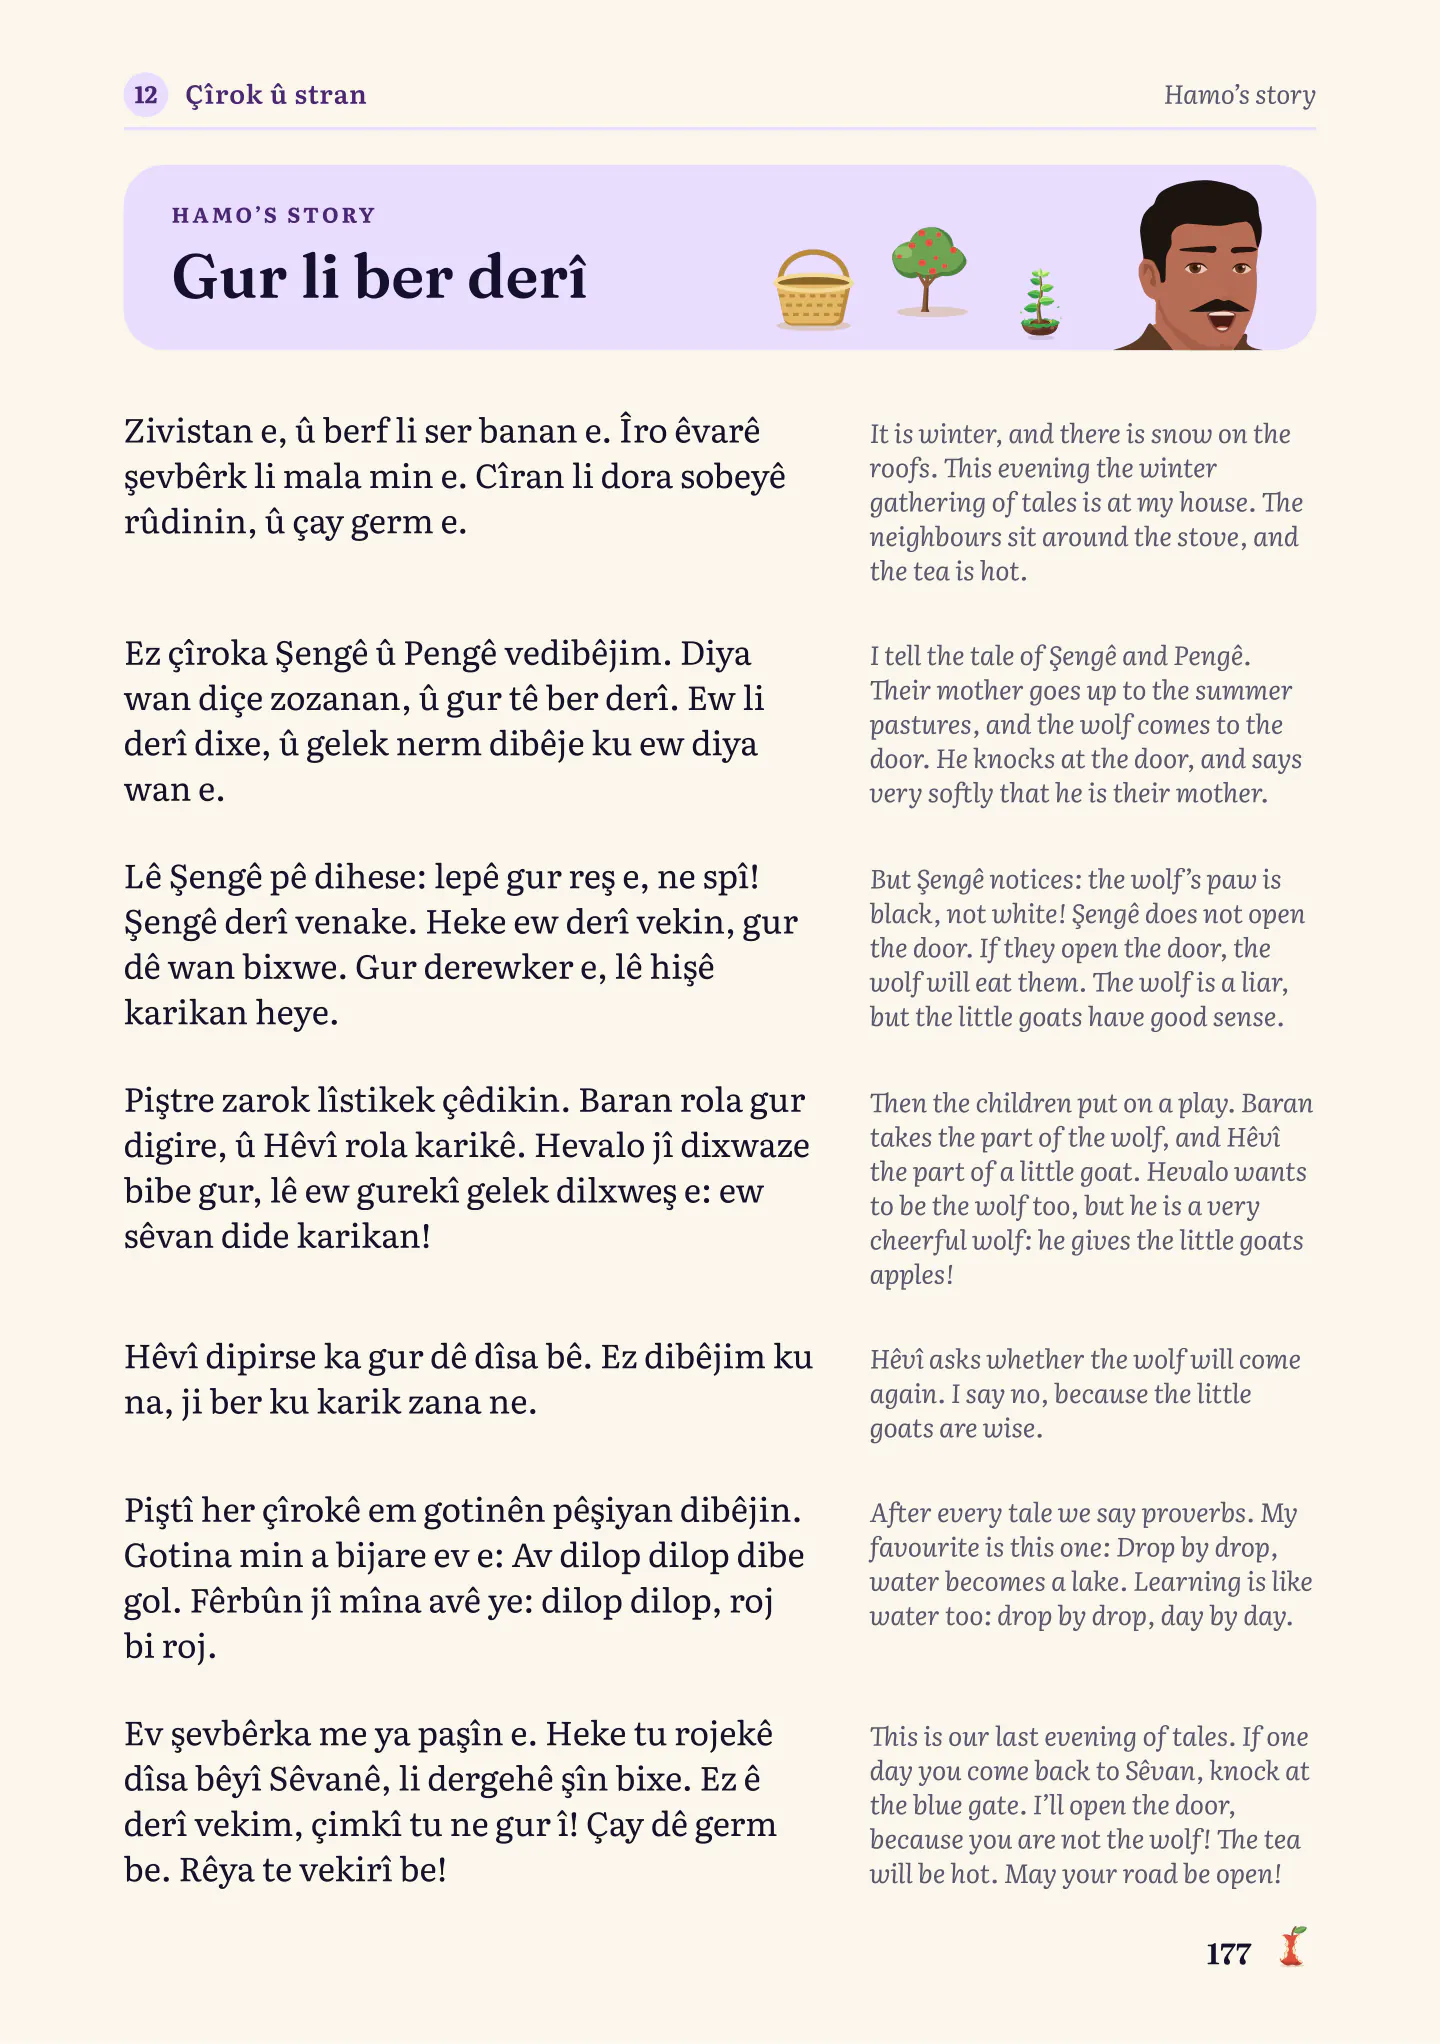 12 Çîrok û stran
Hamo’s story
HAMO’S STORY
Gur li ber derî
Zivistan e, û berf li ser banan e. Îro êvarê
şevbêrk li mala min e. Cîran li dora sobeyê
rûdinin, û çay germ e.
It is winter, and there is snow on the
roofs. This evening the winter
gathering of tales is at my house. The
neighbours sit around the stove, and
the tea is hot.
Ez çîroka Şengê û Pengê vedibêjim. Diya
wan diçe zozanan, û gur tê ber derî. Ew li
derî dixe, û gelek nerm dibêje ku ew diya
wan e.
I tell the tale of Şengê and Pengê.
Their mother goes up to the summer
pastures, and the wolf comes to the
door. He knocks at the door, and says
very softly that he is their mother.
Lê Şengê pê dihese: lepê gur reş e, ne spî!
Şengê derî venake. Heke ew derî vekin, gur
dê wan bixwe. Gur derewker e, lê hişê
karikan heye.
But Şengê notices: the wolf’s paw is
black, not white! Şengê does not open
the door. If they open the door, the
wolf will eat them. The wolf is a liar,
but the little goats have good sense.
Piştre zarok lîstikek çêdikin. Baran rola gur
digire, û Hêvî rola karikê. Hevalo jî dixwaze
bibe gur, lê ew gurekî gelek dilxweş e: ew
sêvan dide karikan!
Then the children put on a play. Baran
takes the part of the wolf, and Hêvî
the part of a little goat. Hevalo wants
to be the wolf too, but he is a very
cheerful wolf: he gives the little goats
apples!
Hêvî dipirse ka gur dê dîsa bê. Ez dibêjim ku
na, ji ber ku karik zana ne.
Hêvî asks whether the wolf will come
again. I say no, because the little
goats are wise.
Piştî her çîrokê em gotinên pêşiyan dibêjin.
Gotina min a bijare ev e: Av dilop dilop dibe
gol. Fêrbûn jî mîna avê ye: dilop dilop, roj
bi roj.
After every tale we say proverbs. My
favourite is this one: Drop by drop,
water becomes a lake. Learning is like
water too: drop by drop, day by day.
Ev şevbêrka me ya paşîn e. Heke tu rojekê
dîsa bêyî Sêvanê, li dergehê şîn bixe. Ez ê
derî vekim, çimkî tu ne gur î! Çay dê germ
be. Rêya te vekirî be!
This is our last evening of tales. If one
day you come back to Sêvan, knock at
the blue gate. I’ll open the door,
because you are not the wolf! The tea
will be hot. May your road be open!
177